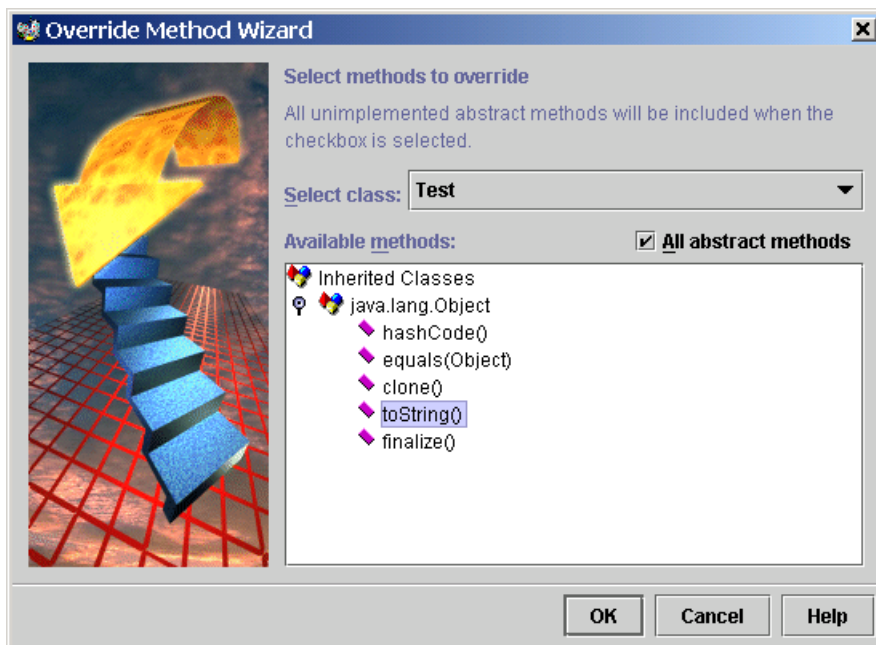 Override Method Wizard
Select methods to override
All unimplemented abstract methods will be included when the
checkbox is selected.
Select class: Test
Available methods: All abstract methods
Inherited Classes
java.lang.Object
hashCode()
equals(Object)
clone()
toString()
finalize()
OK Cancel Help